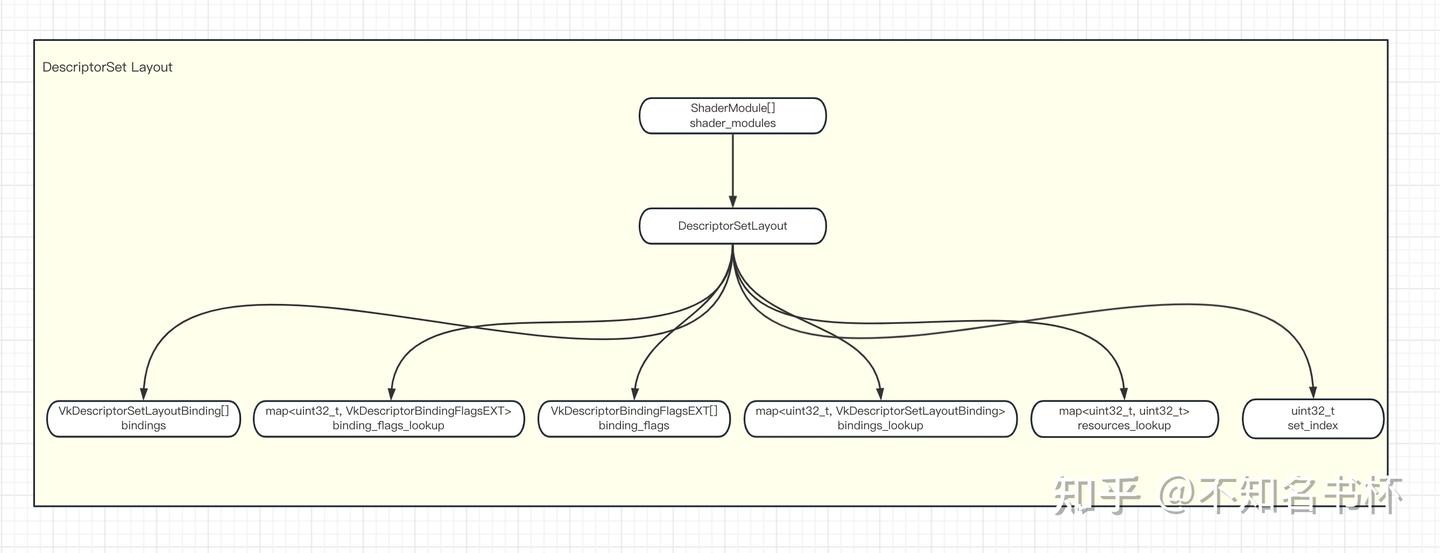 DescriptorSet Layout
ShaderModule[]
shader_modules
DescriptorSetLayout
VkDescriptorSetLayoutBinding[]
bindings
map<uint32_t, VkDescriptorBindingFlagsEXT>
binding_flags_lookup
VkDescriptorBindingFlagsEXT[]
binding_flags
map<uint32_t, VkDescriptorSetLayoutBinding>
bindings_lookup
map<uint32_t, uint32_t>
resources_lookup
uint32_t
set_index
知乎 @不知名书杯